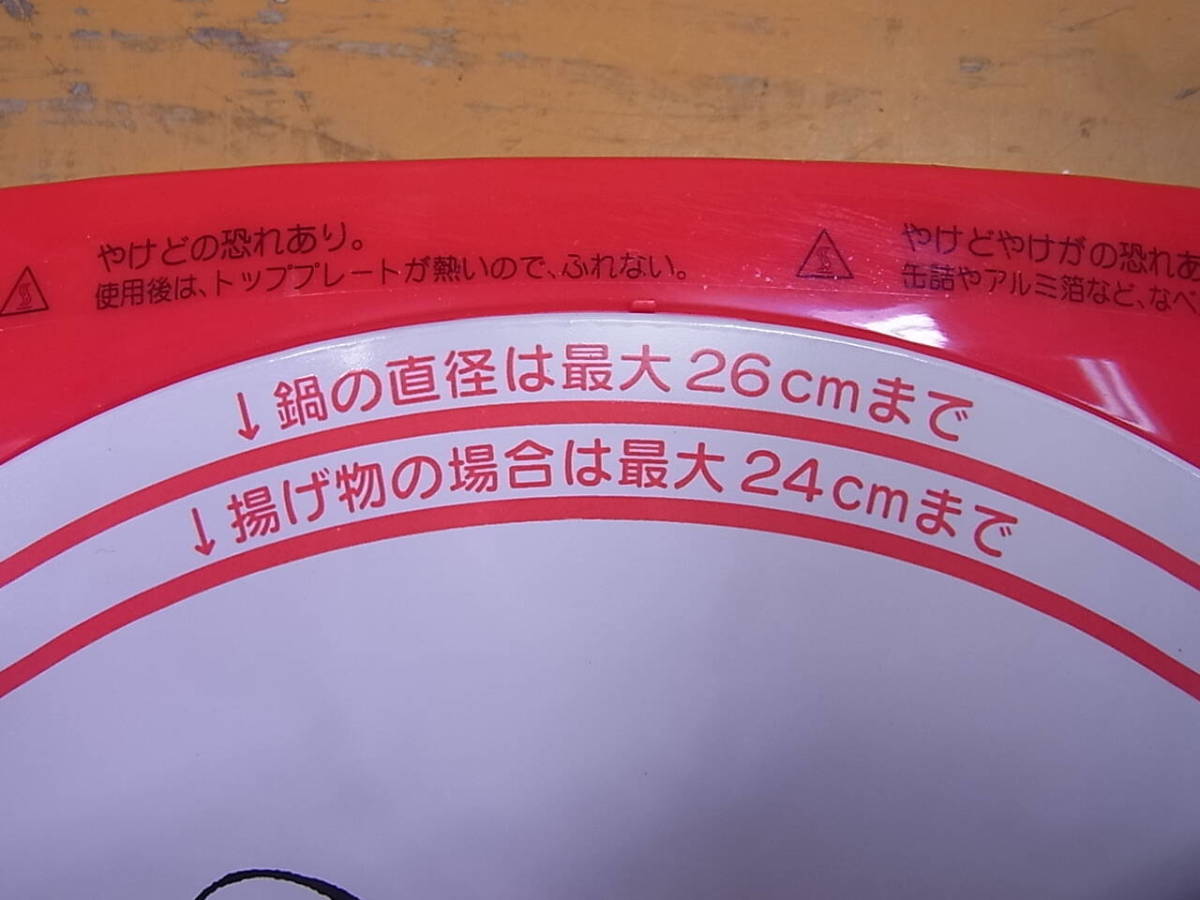 やけどの恐れあり。
使用後は、トッププレートが熱いので、ふれない。
やけどやけがの恐れあ
缶詰やアルミ箔など、なべ
↓鍋の直径は最大26cmまで
↓揚げ物の場合は最大24cmまで